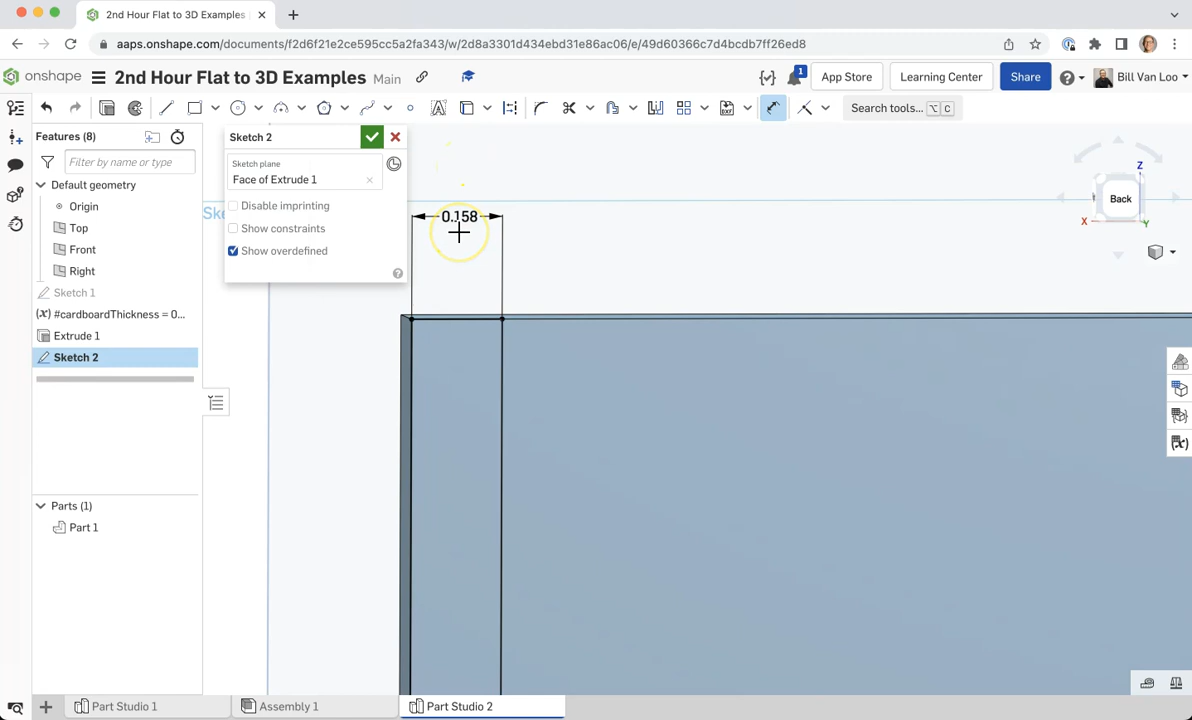 2nd Hour Flat to 3D Examples
aaps.onshape.com/documents/f2d6f21e2ce595cc5a2fa343/w/2d8a3301d434ebd31e86ac06/e/49d60366c7d4bcdb7ff26ed8
onshape
2nd Hour Flat to 3D Examples
Main
1
App Store
Learning Center
Share
Bill Van Loo
Search tools...
C
Features (8)
Filter by name or type
Default geometry
Origin
Top
Front
Right
Sketch 1
(x) #cardboardThickness = 0...
Extrude 1
Sketch 2
Parts (1)
Part 1
Sketch 2
Sketch plane
Face of Extrude 1
Disable imprinting
Show constraints
Show overdefined
Sk
0.158
Z
Back
X
Y
Part Studio 1
Assembly 1
Part Studio 2